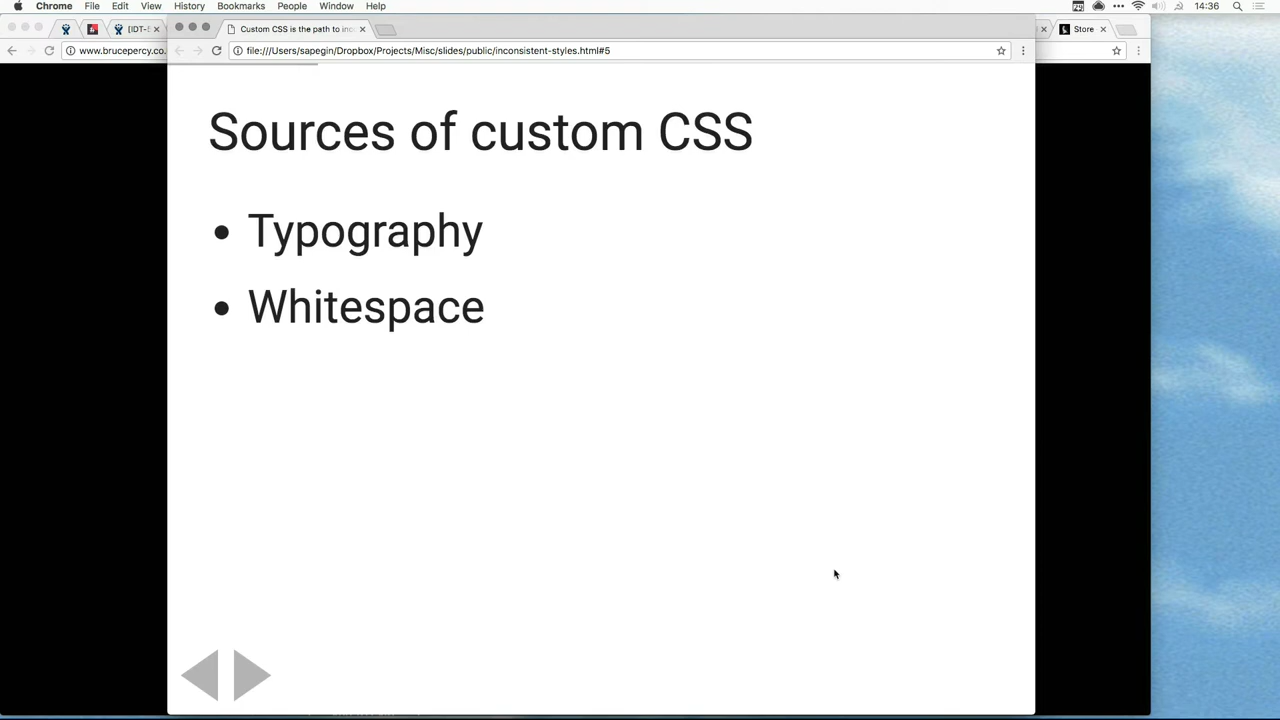 Chrome File Edit View History Bookmarks People Window Help 14:36
[IDT- Custom CSS is the path to Store
www.brucepercy.co. file:///Users/sapegin/Dropbox/Projects/Misc/slides/public/inconsistent-styles.html#5
Sources of custom CSS
• Typography
• Whitespace